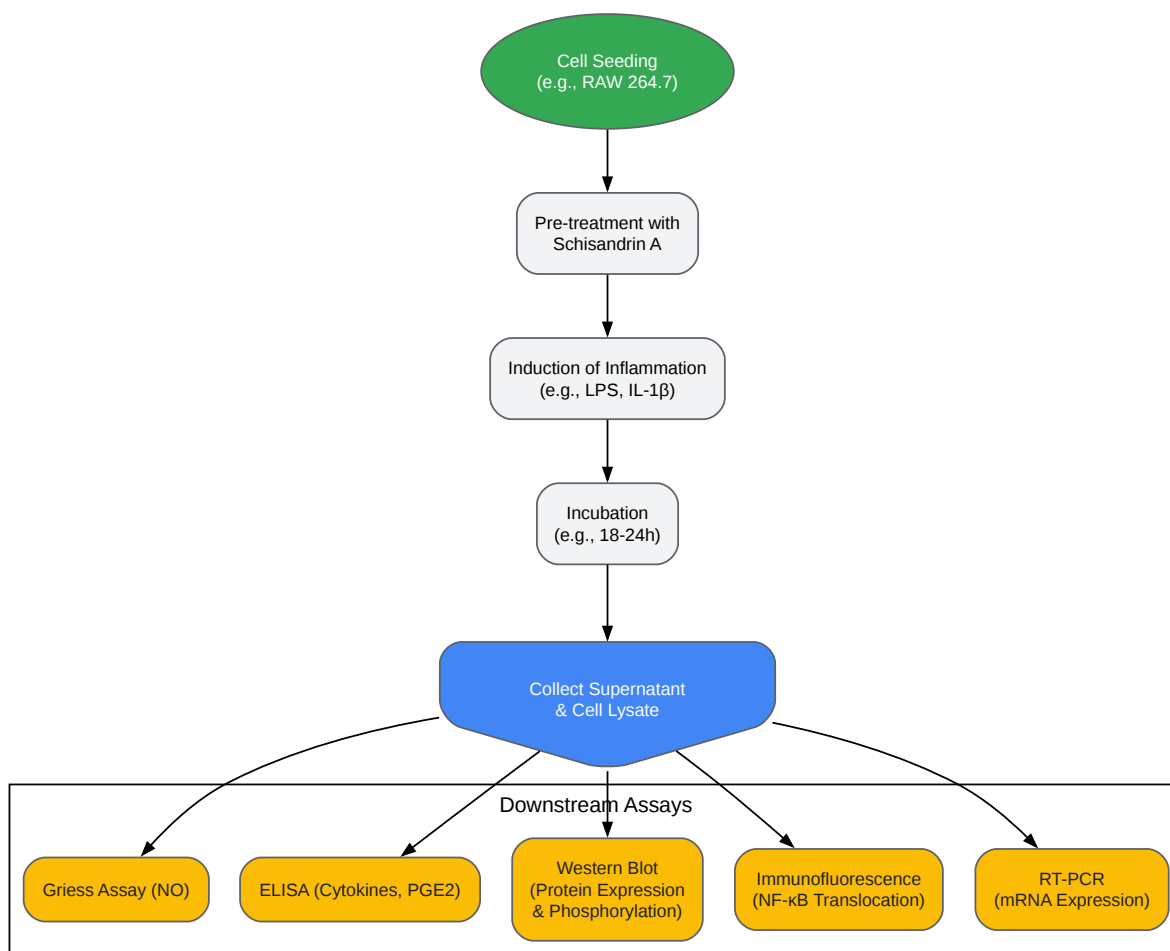 Cell Seeding
(e.g., RAW 264.7)
Pre-treatment with
Schisandrin A
Induction of Inflammation
(e.g., LPS, IL-1β)
Incubation
(e.g., 18-24h)
Collect Supernatant
& Cell Lysate
Downstream Assays
Griess Assay (NO)
ELISA (Cytokines, PGE2)
Western Blot
(Protein Expression
& Phosphorylation)
Immunofluorescence
(NF-κB Translocation)
RT-PCR
(mRNA Expression)